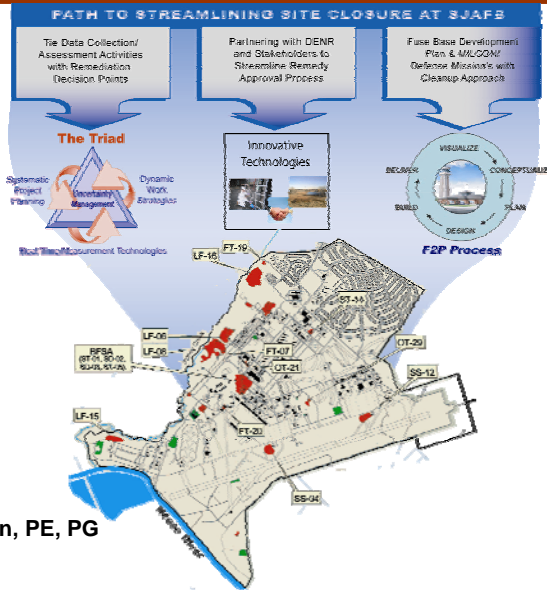 PATH TO STREAMLINING SITE CLOSURE AT SJAFB
Tie Data Collection/
Assessment Activities
with Remediation
Decision Points
Partnering with DENR
and Stakeholders to
Streamline Remedy
Approval Process
Fuse Base Development
Plan & MILCON/
Defense Mission's with
Cleanup Approach
The Triad
Systematic
Project
Planning
Uncertainty
Management
Dynamic
Work
Strategies
Real Time Measurement Technologies
Innovative
Technologies
VISUALIZE
CONCEPTUALIZE
PLAN
DESIGN
BUILD
DELIVER
F2P Process
FT-19
LF-16
ST-14
LF-06
LF-08
BFSA
FT-07
OT-21
OT-29
SS-12
LF-15
FT-20
SS-04
n, PE, PG